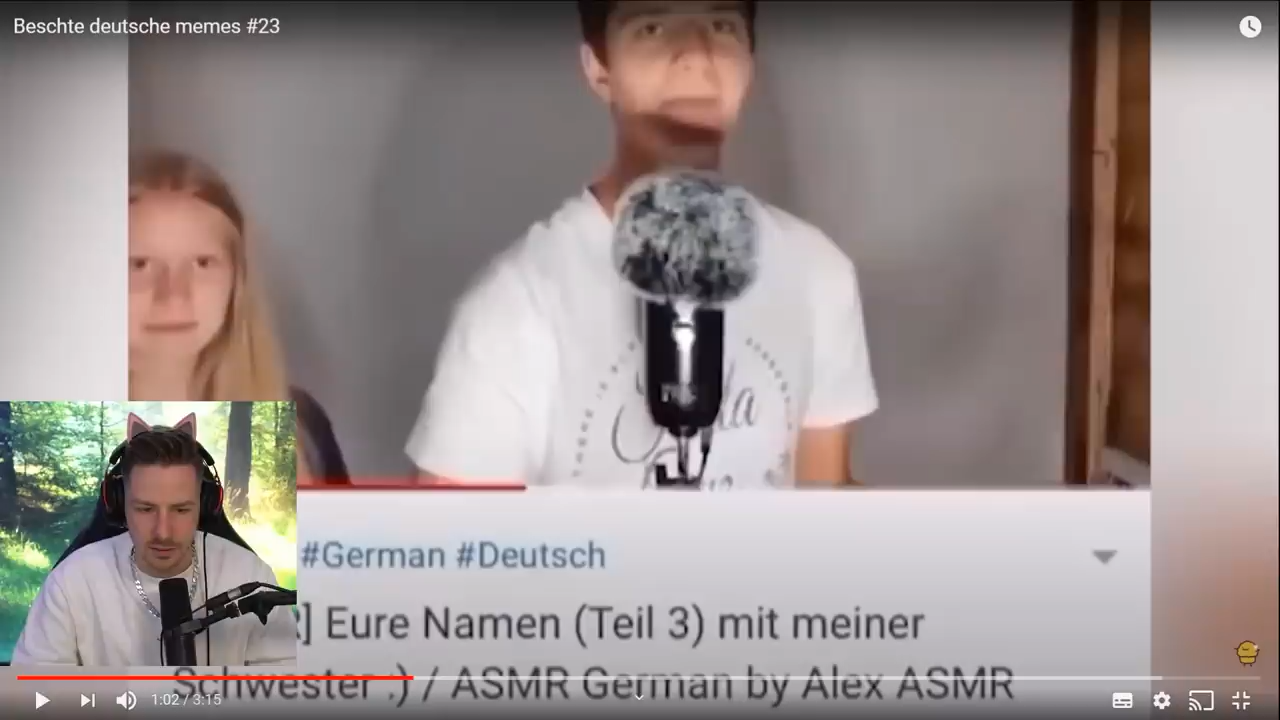 Beschte deutsche memes #23
#German #Deutsch
] Eure Namen (Teil 3) mit meiner
Schwester :) / ASMR German by Alex ASMR
1:02 / 3:15